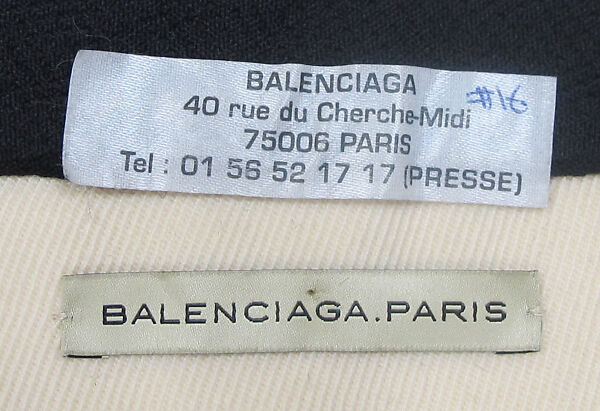 BALENCIAGA
#16
40 rue du Cherche-Midi
75006 PARIS
Tel : 01 56 52 17 17 (PRESSE)
BALENCIAGA.PARIS